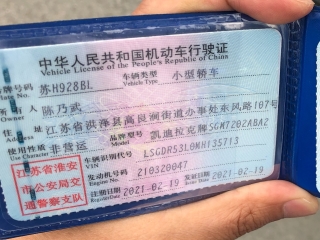 中华人民共和国机动车行驶证
Vehicle License of the People's Republic of China
号牌号码 苏H928BL 车辆类型 小型轿车
Plate No. Vehicle Type
所有人 陈乃武
Owner
住址 江苏省洪泽县高良涧街道办事处东风路107号
Address
使用性质 非营运 品牌型号 凯迪拉克牌SGM7202ABA2
Use Character Model
江苏省淮安
市公安局交
通警察支队
车辆识别代号
VIN
发动机号码 210320047
Engine No.
注册日期 2021-02-19 发证日期 2021-02-19
Register Date Issue Date